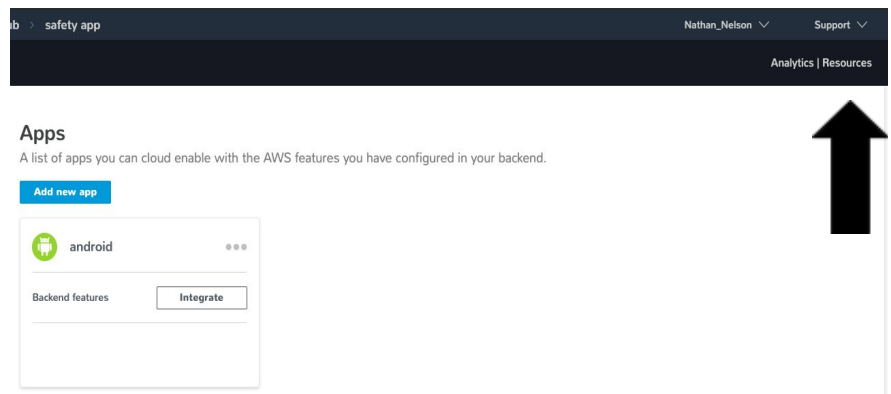 ub > safety app Nathan_Nelson Support
Analytics | Resources
Apps
A list of apps you can cloud enable with the AWS features you have configured in your backend.
Add new app
android
Backend features Integrate